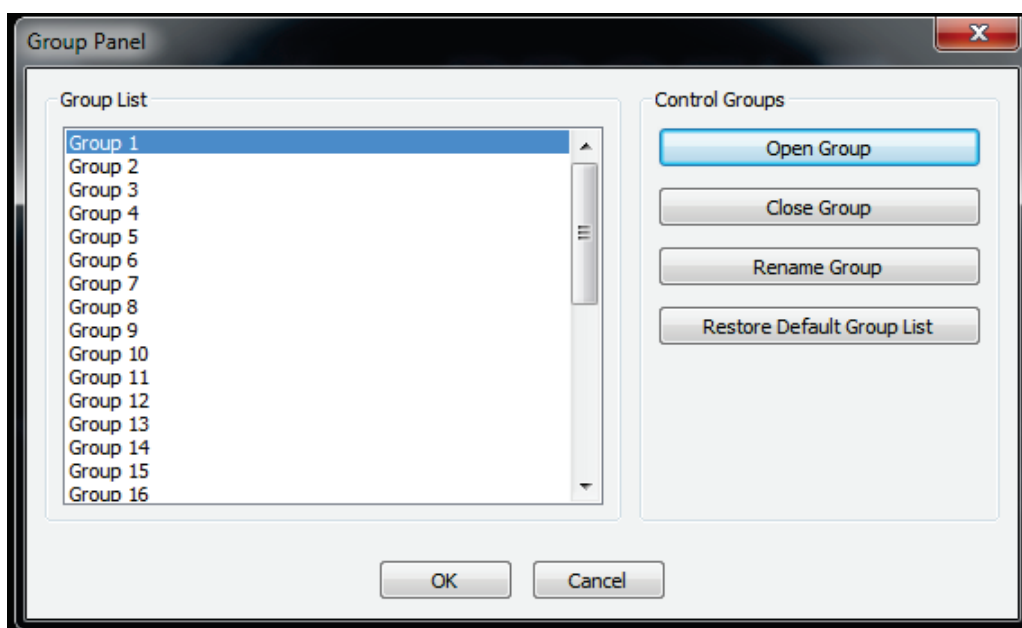 Group Panel
Group List
Group 1
Group 2
Group 3
Group 4
Group 5
Group 6
Group 7
Group 8
Group 9
Group 10
Group 11
Group 12
Group 13
Group 14
Group 15
Group 16
Control Groups
Open Group
Close Group
Rename Group
Restore Default Group List
OK
Cancel